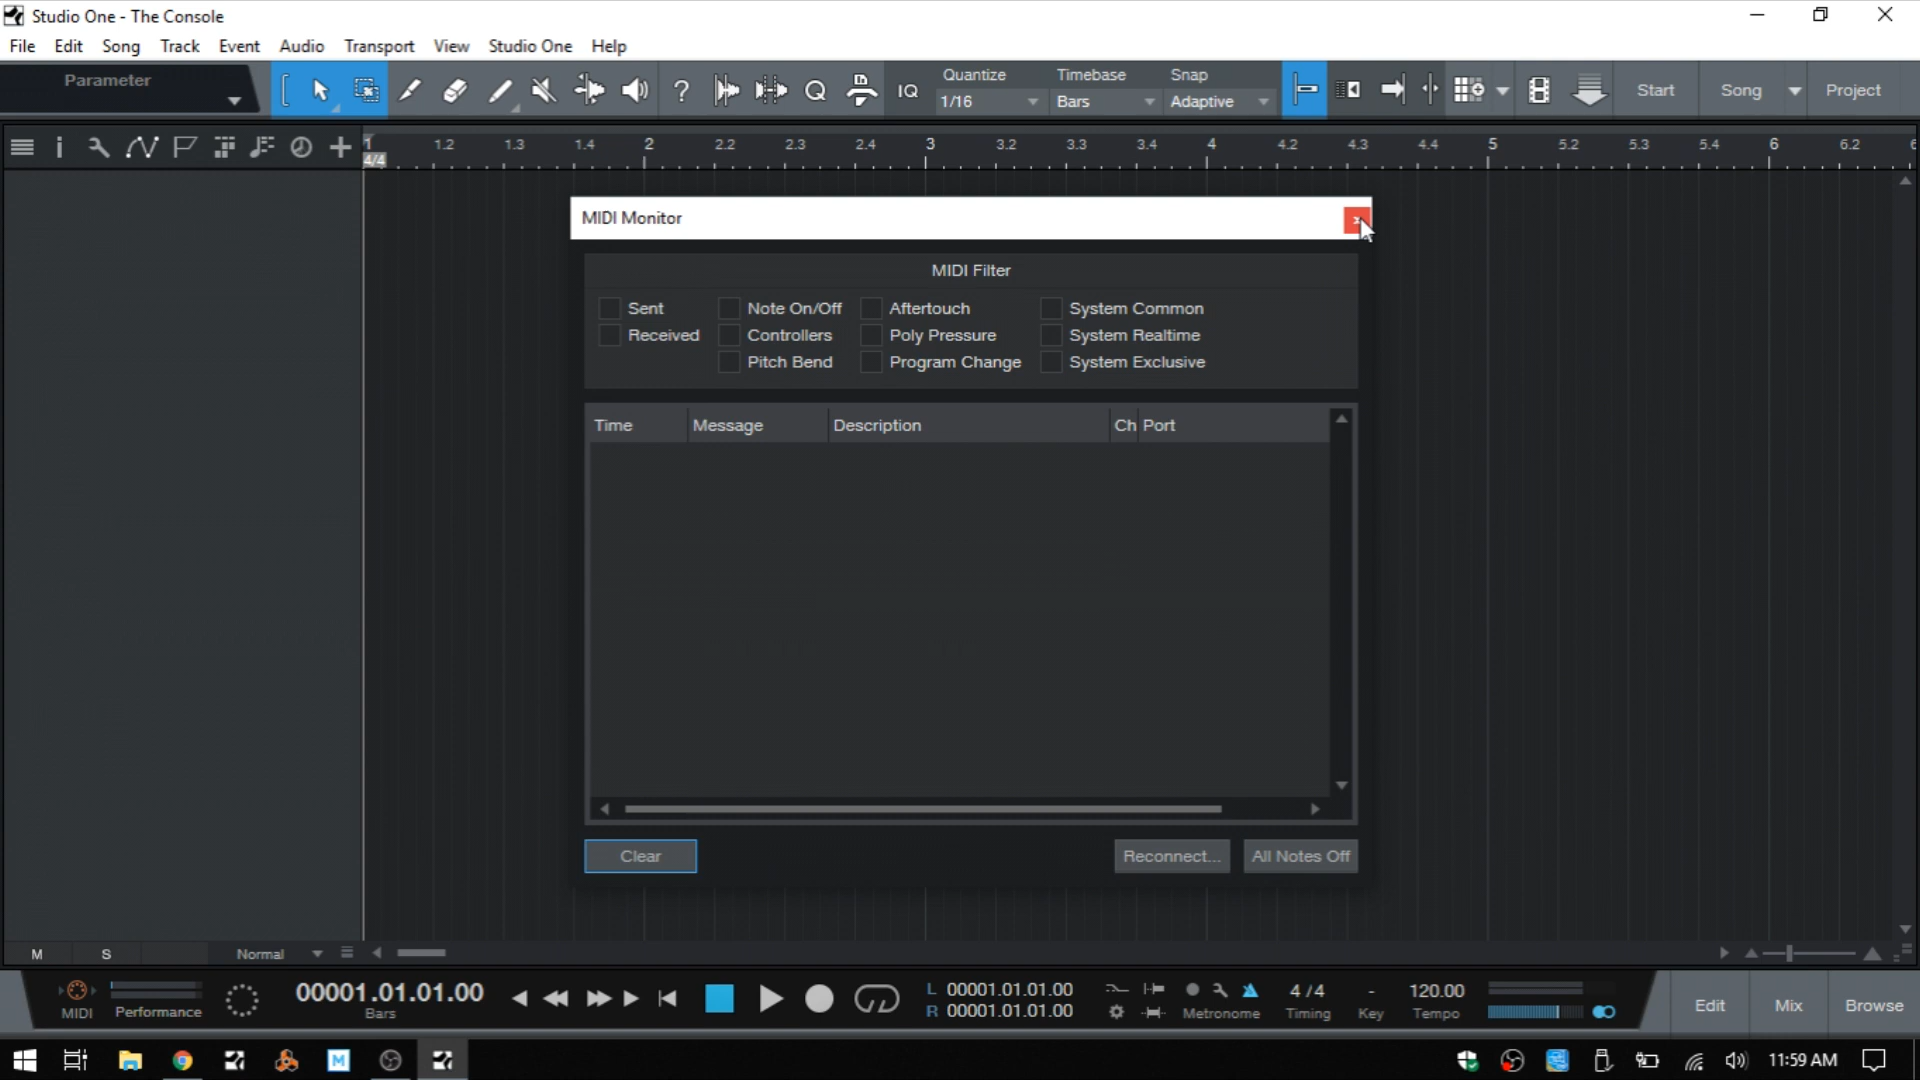 Studio One - The Console
File Edit Song Track Event Audio Transport View Studio One Help
Parameter
? Q IQ
Quantize Timebase Snap
1/16 Bars Adaptive
Start Song Project
1 1.2 1.3 1.4 2 2.2 2.3 2.4 3 3.2 3.3 3.4 4 4.2 4.3 4.4 5 5.2 5.3 5.4 6 6.2
4/4
MIDI Monitor
MIDI Filter
Sent Note On/Off Aftertouch System Common
Received Controllers Poly Pressure System Realtime
Pitch Bend Program Change System Exclusive
Time Message Description Ch Port
Clear Reconnect... All Notes Off
M S Normal
MIDI Performance
00001.01.01.00
Bars
L 00001.01.01.00
R 00001.01.01.00
Metronome
4 / 4 - 120.00
Timing Key Tempo
Edit Mix Browse
M
11:59 AM